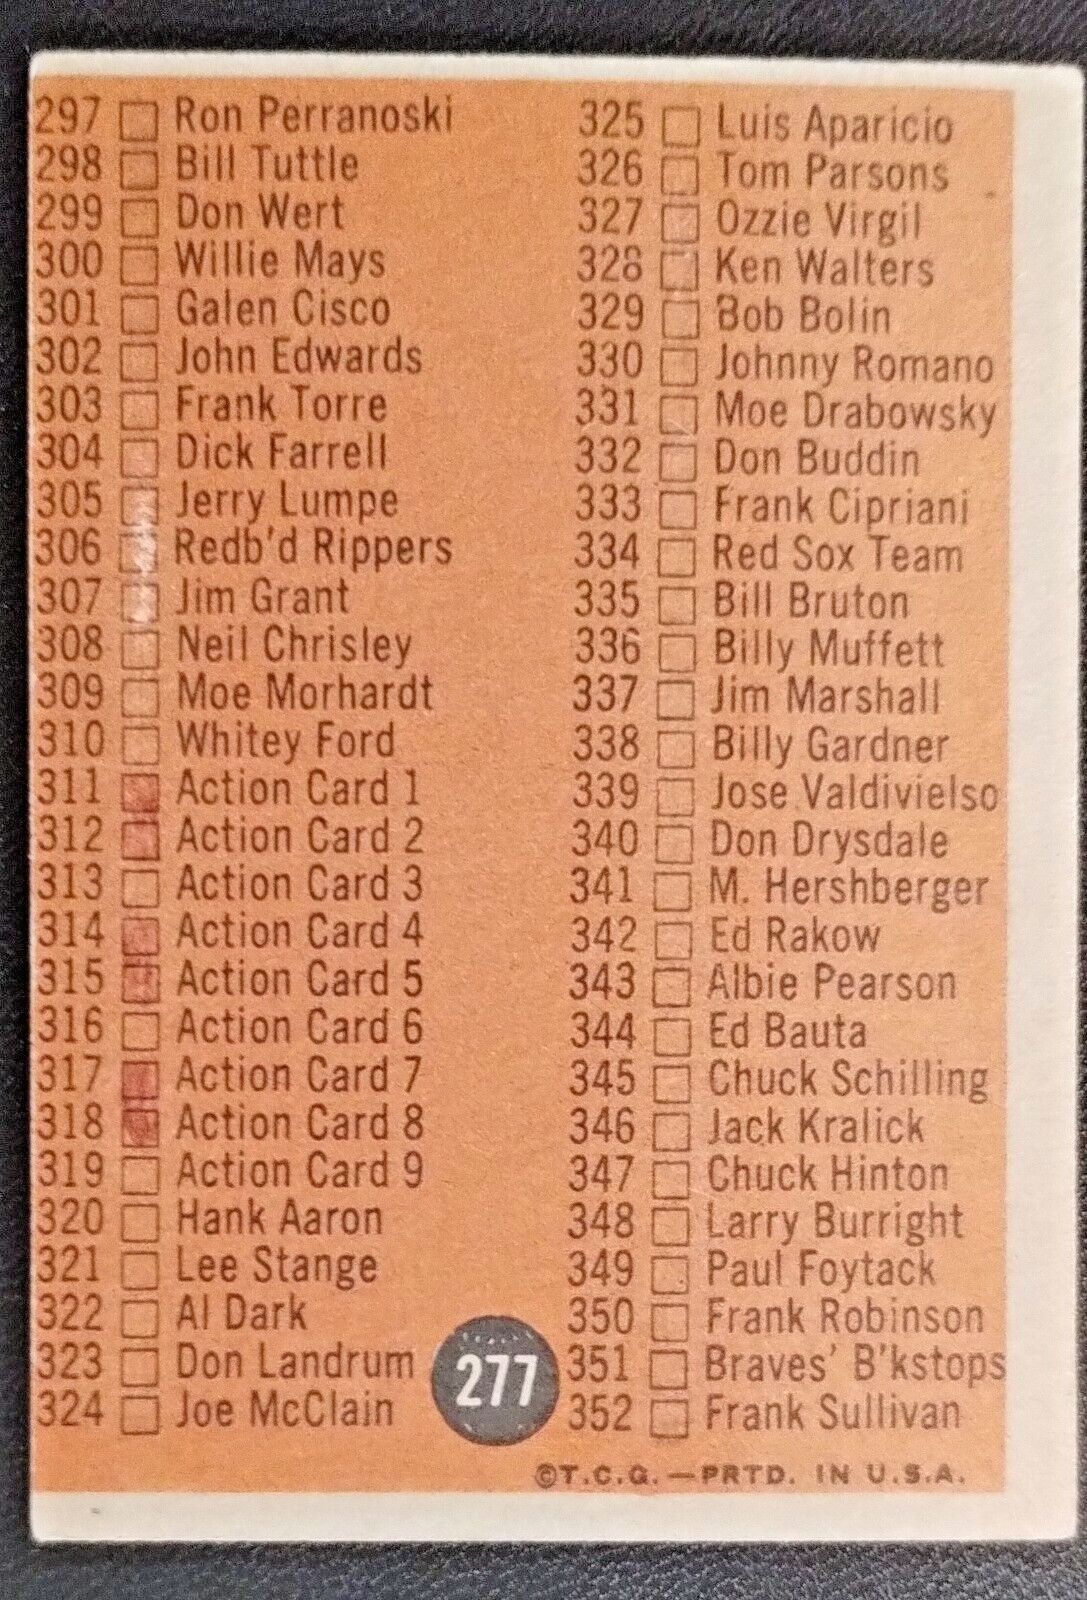 297 Ron Perranoski
298 Bill Tuttle
299 Don Wert
300 Willie Mays
301 Galen Cisco
302 John Edwards
303 Frank Torre
304 Dick Farrell
305 Jerry Lumpe
306 Redb'd Rippers
307 Jim Grant
308 Neil Chrisley
309 Moe Morhardt
310 Whitey Ford
311 Action Card 1
312 Action Card 2
313 Action Card 3
314 Action Card 4
315 Action Card 5
316 Action Card 6
317 Action Card 7
318 Action Card 8
319 Action Card 9
320 Hank Aaron
321 Lee Stange
322 Al Dark
323 Don Landrum
324 Joe McClain
325 Luis Aparicio
326 Tom Parsons
327 Ozzie Virgil
328 Ken Walters
329 Bob Bolin
330 Johnny Romano
331 Moe Drabowsky
332 Don Buddin
333 Frank Cipriani
334 Red Sox Team
335 Bill Bruton
336 Billy Muffett
337 Jim Marshall
338 Billy Gardner
339 Jose Valdivielso
340 Don Drysdale
341 M. Hershberger
342 Ed Rakow
343 Albie Pearson
344 Ed Bauta
345 Chuck Schilling
346 Jack Kralick
347 Chuck Hinton
348 Larry Burright
349 Paul Foytack
350 Frank Robinson
351 Braves' B'kstops
352 Frank Sullivan
277
©T.C.G.—PRTD. IN U.S.A.